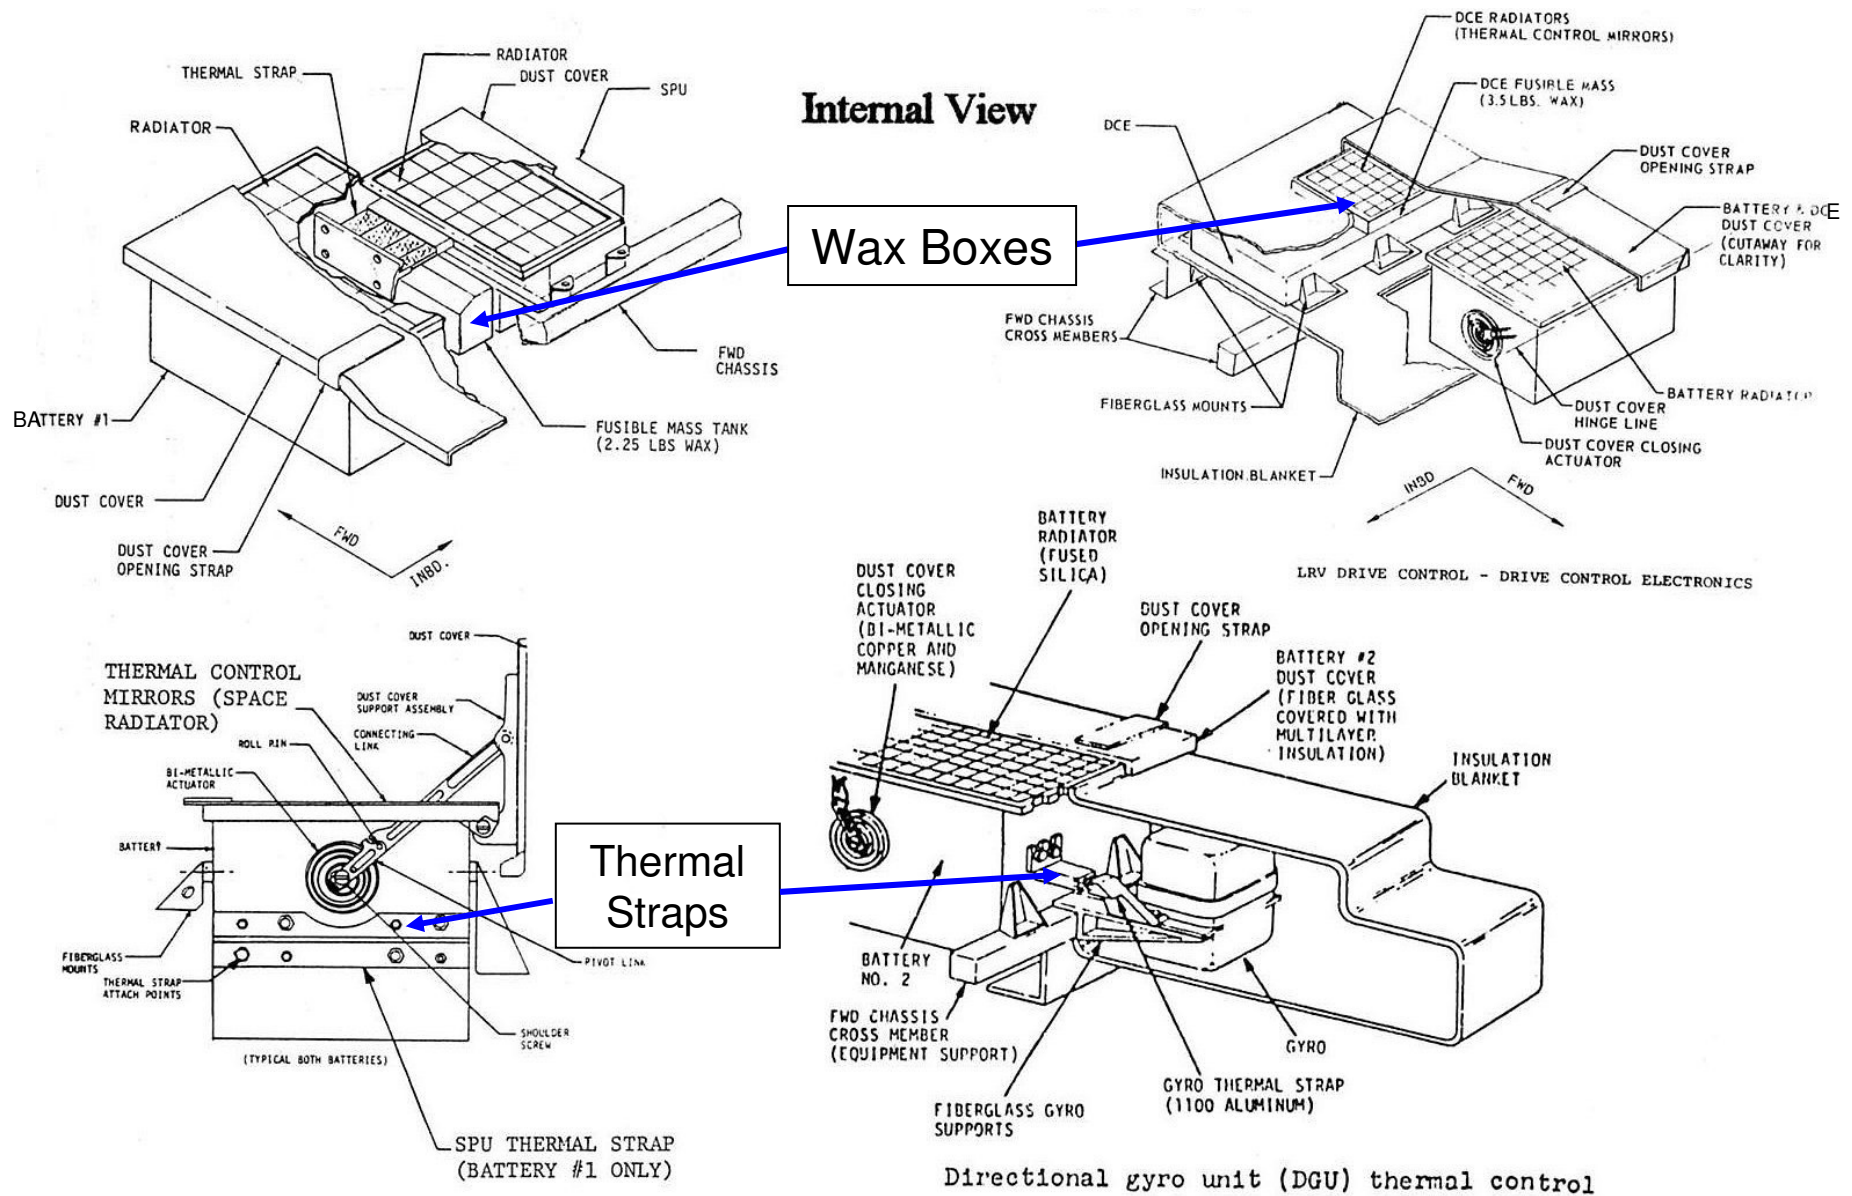 Internal View
RADIATOR
DUST COVER
THERMAL STRAP
SPU
RADIATOR
FWD
CHASSIS
BATTERY #1
FUSIBLE MASS TANK
(2.25 LBS WAX)
DUST COVER
DUST COVER
OPENING STRAP
FWD
INBD.
Wax Boxes
DCE RADIATORS
(THERMAL CONTROL MIRRORS)
DCE FUSIBLE MASS
(3.5 LBS. WAX)
DCE
DUST COVER
OPENING STRAP
BATTERY & DCE
DUST COVER
(CUTAWAY FOR
CLARITY)
FWD CHASSIS
CROSS MEMBERS
FIBERGLASS MOUNTS
BATTERY RADIATOR
DUST COVER
HINGE LINE
DUST COVER CLOSING
ACTUATOR
INSULATION BLANKET
INBD
FWD
LRV DRIVE CONTROL - DRIVE CONTROL ELECTRONICS
DUST COVER
THERMAL CONTROL
MIRRORS (SPACE
RADIATOR)
DUST COVER
SUPPORT ASSEMBLY
CONNECTING
LINK
ROLL PIN
BI-METALLIC
ACTUATOR
BATTERY
FIBERGLASS
MOUNTS
THERMAL STRAP
ATTACH POINTS
PIVOT LINK
SHOULDER
SCREW
(TYPICAL BOTH BATTERIES)
SPU THERMAL STRAP
(BATTERY #1 ONLY)
Thermal
Straps
BATTERY
RADIATOR
(FUSED
SILICA)
DUST COVER
CLOSING
ACTUATOR
(BI-METALLIC
COPPER AND
MANGANESE)
DUST COVER
OPENING STRAP
BATTERY #2
DUST COVER
(FIBER GLASS
COVERED WITH
MULTILAYER
INSULATION)
INSULATION
BLANKET
BATTERY
NO. 2
FWD CHASSIS
CROSS MEMBER
(EQUIPMENT SUPPORT)
GYRO
GYRO THERMAL STRAP
(1100 ALUMINUM)
FIBERGLASS GYRO
SUPPORTS
Directional gyro unit (DGU) thermal control